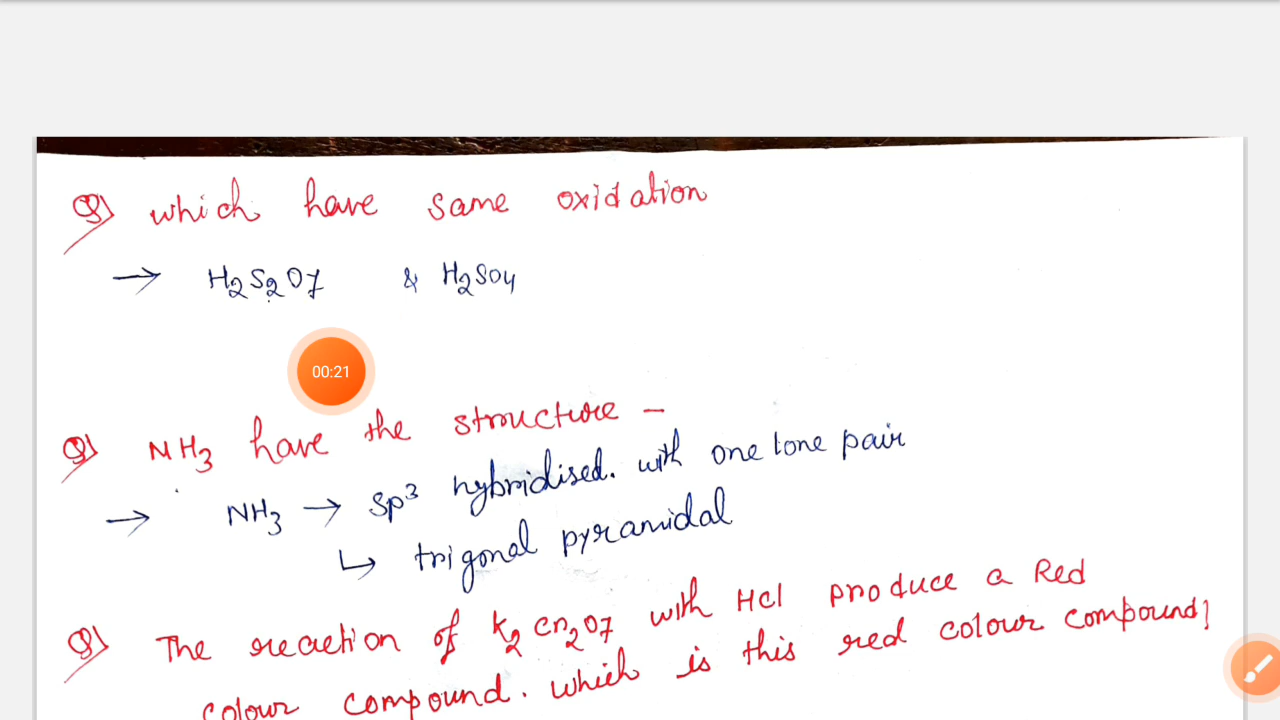 Q) which have same oxidation
→ H2S2O7 & H2SO4
00:21
Q) NH3 have the structure -
→ NH3 → Sp3 hybridised. with one lone pair
↳ trigonal pyramidal
Q) The reaction of K2Cr2O7 with HCl produce a Red
colour compound. which is this red colour compound?